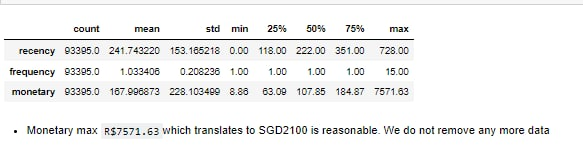 count mean std min 25% 50% 75% max
recency 93395.0 241.743220 153.165218 0.00 118.00 222.00 351.00 728.00
frequency 93395.0 1.033406 0.208236 1.00 1.00 1.00 1.00 15.00
monetary 93395.0 167.996873 228.103499 8.86 63.09 107.85 184.87 7571.63
• Monetary max R$7571.63 which translates to SGD2100 is reasonable. We do not remove any more data